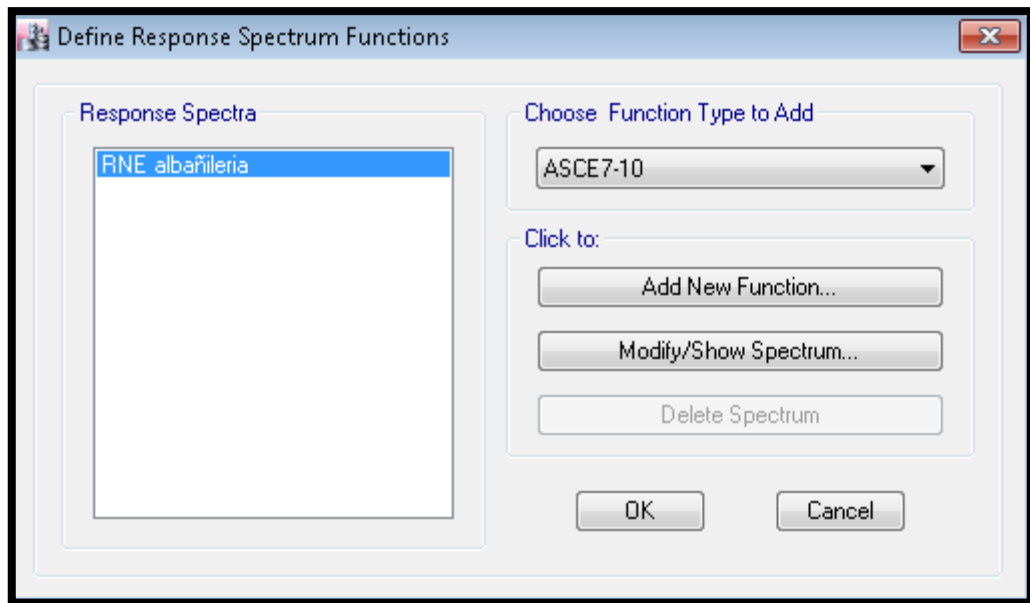 Define Response Spectrum Functions
Response Spectra
RNE albañileria
Choose Function Type to Add
ASCE7-10
Click to:
Add New Function...
Modify/Show Spectrum...
Delete Spectrum
OK
Cancel